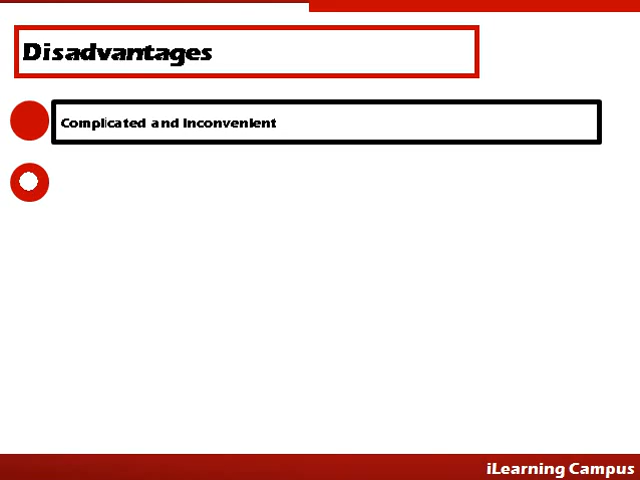 Disadvantages
Complicated and Inconvenient
iLearning Campus